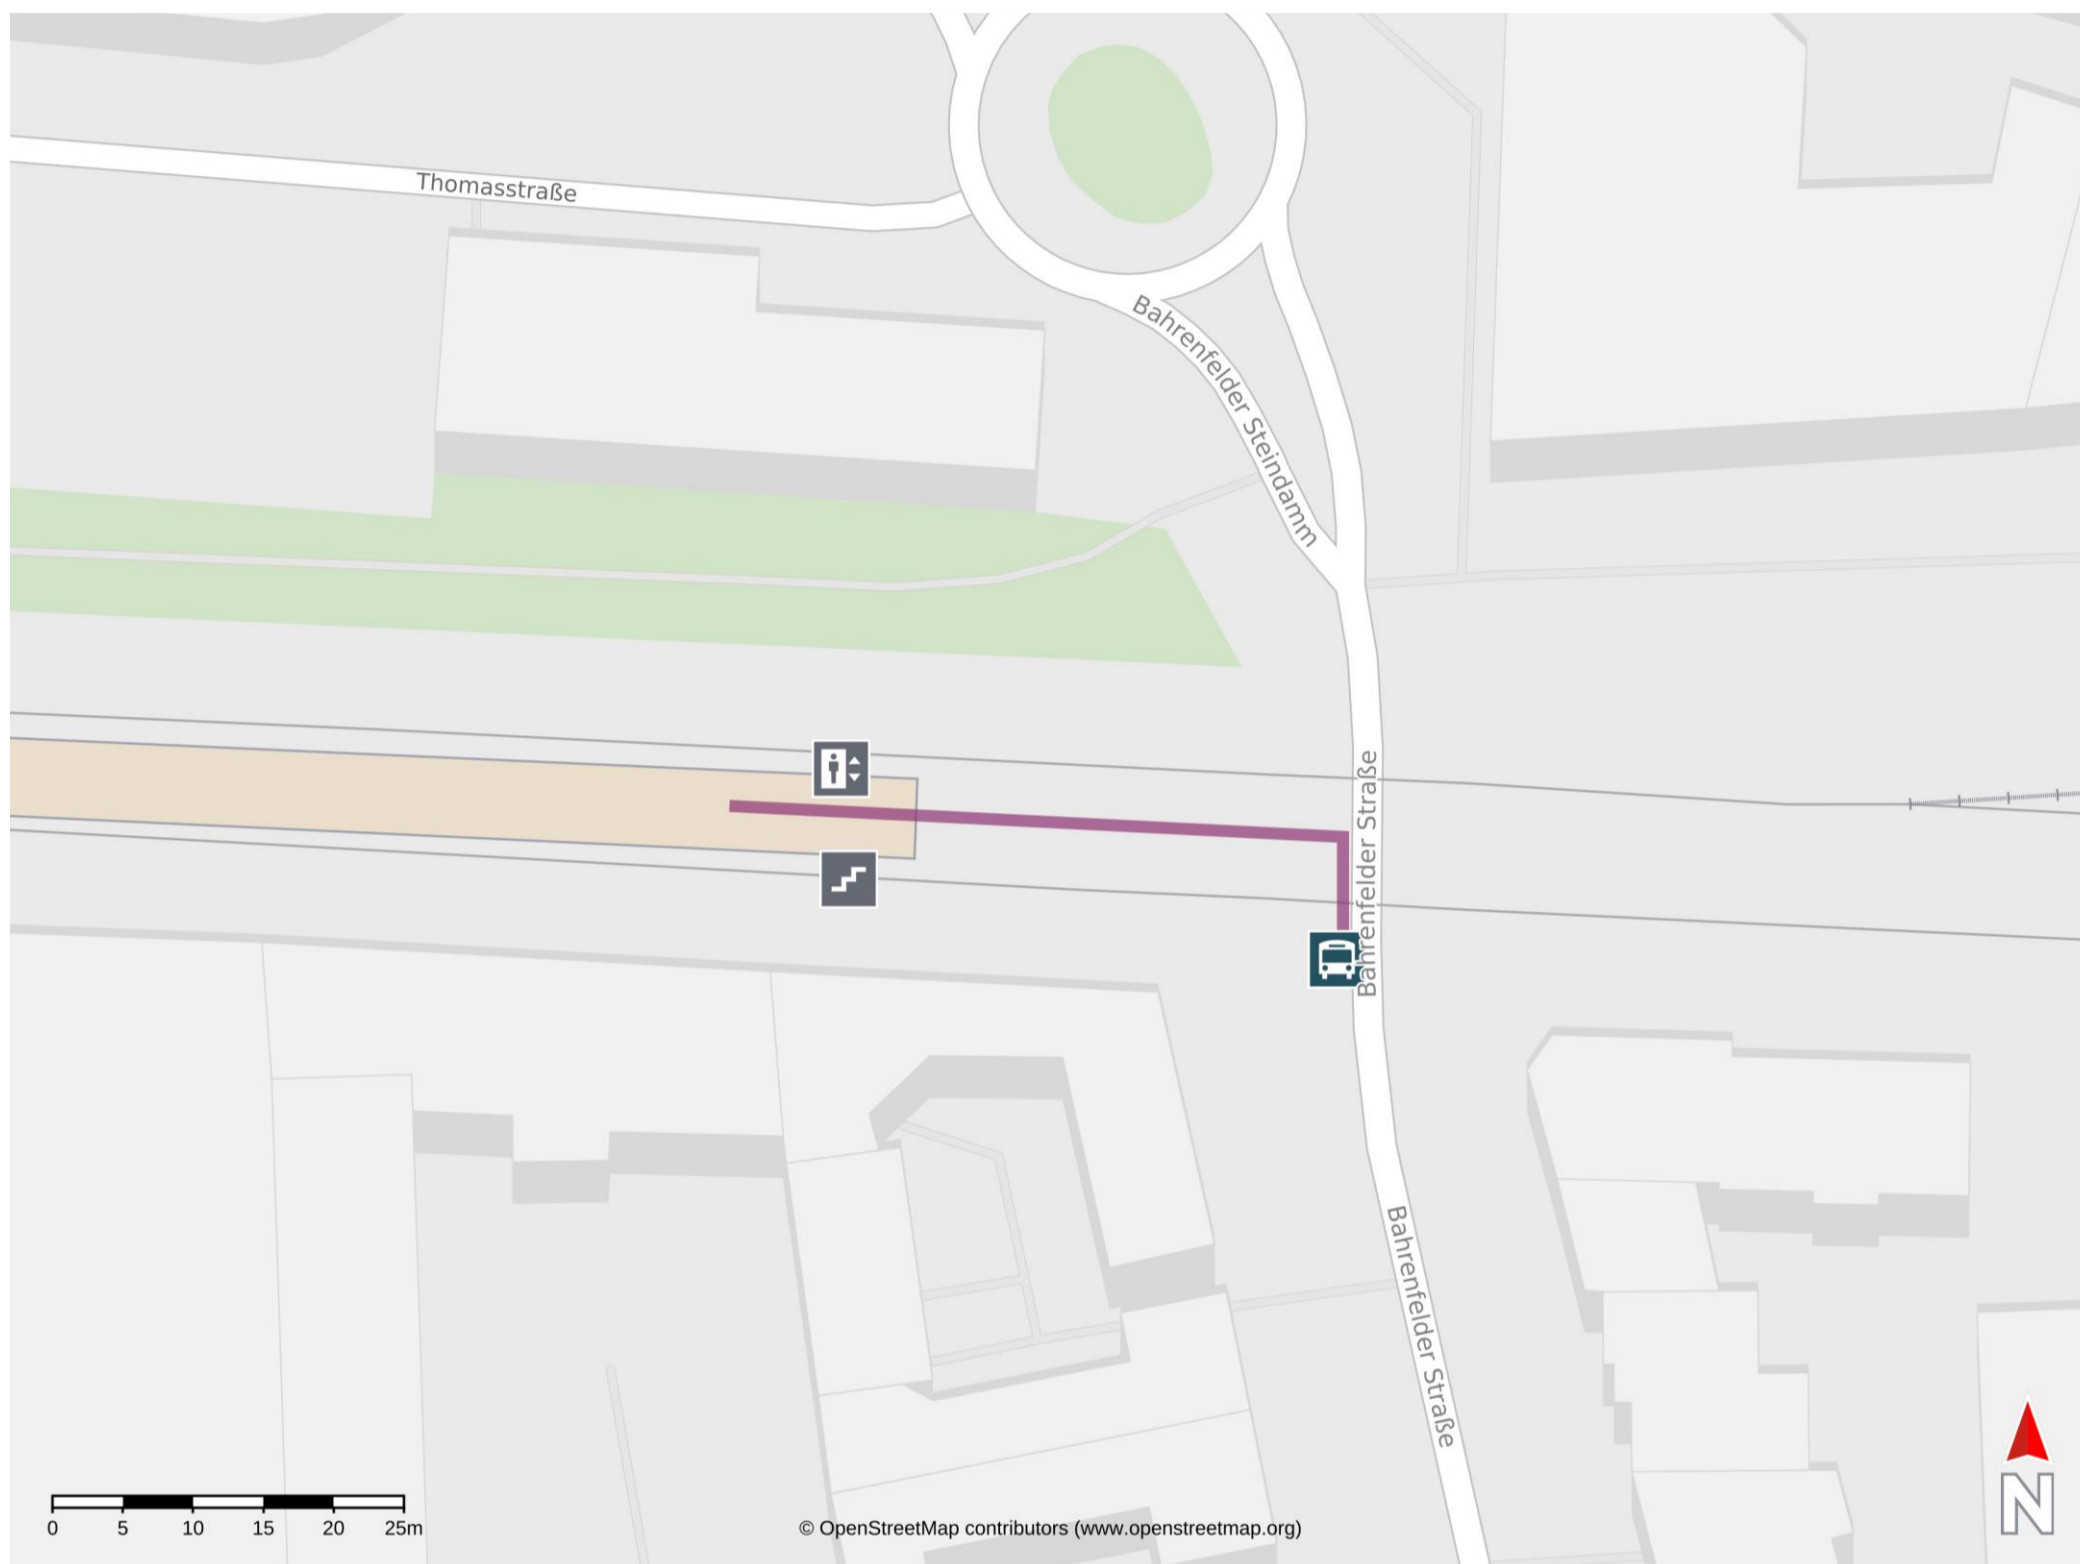 Thomasstraße
Bahrenfelder Steindamm
Bahrenfelder Straße
Bahrenfelder Straße
0 5 10 15 20 25m
© OpenStreetMap contributors (www.openstreetmap.org)
N